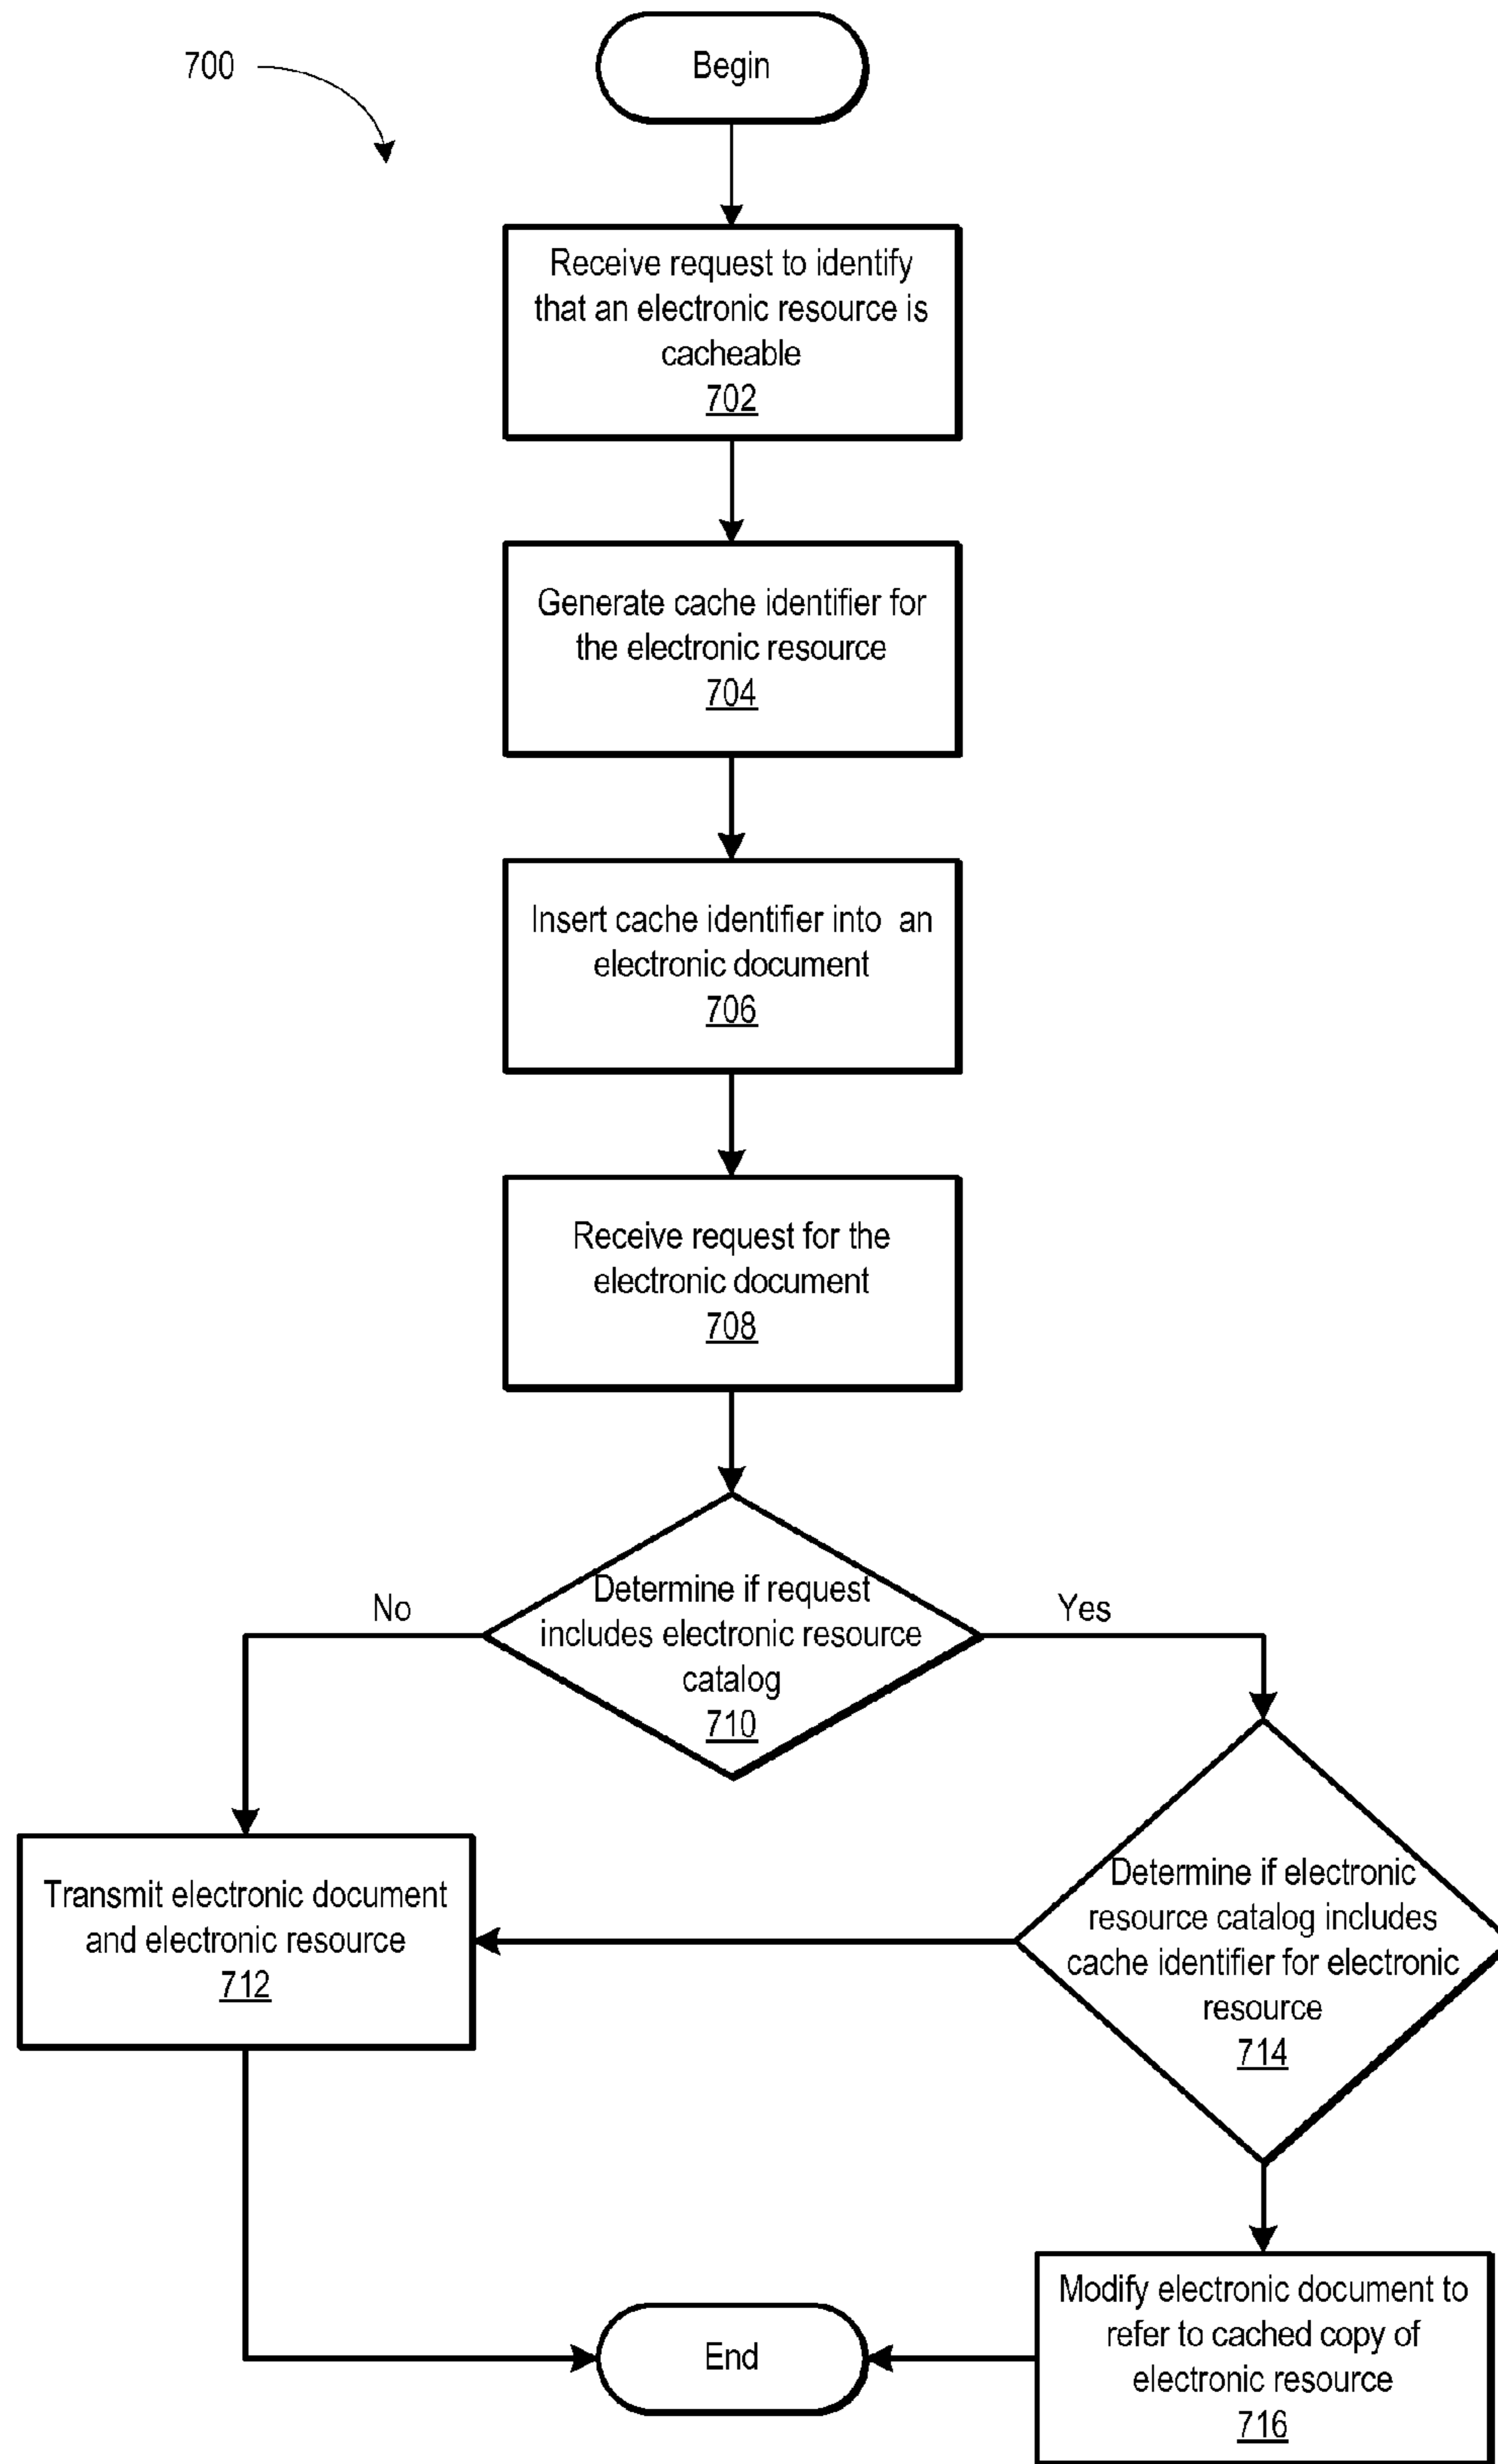 700
Begin
Receive request to identify
that an electronic resource is
cacheable
702
Generate cache identifier for
the electronic resource
704
Insert cache identifier into an
electronic document
706
Receive request for the
electronic document
708
Determine if request
includes electronic resource
catalog
710
No
Yes
Transmit electronic document
and electronic resource
712
Determine if electronic
resource catalog includes
cache identifier for electronic
resource
714
Modify electronic document to
refer to cached copy of
electronic resource
716
End